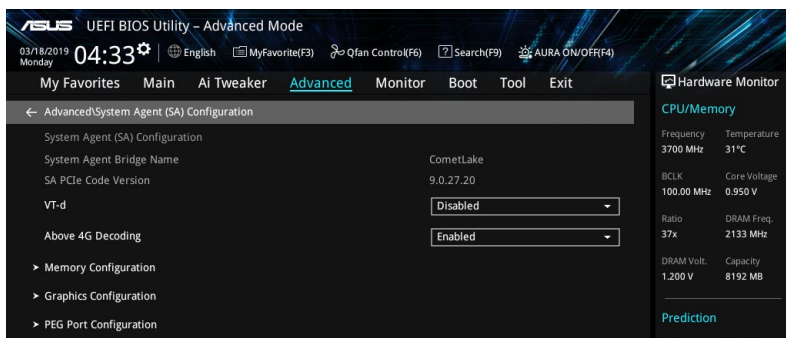 ASUS UEFI BIOS Utility – Advanced Mode
03/18/2019 Monday 04:33 English MyFavorite(F3) Qfan Control(F6) ? Search(F9) AURA ON/OFF(F4)
My Favorites Main Ai Tweaker Advanced Monitor Boot Tool Exit
← Advanced\System Agent (SA) Configuration
System Agent (SA) Configuration
System Agent Bridge Name CometLake
SA PCIe Code Version 9.0.27.20
VT-d Disabled
Above 4G Decoding Enabled
> Memory Configuration
> Graphics Configuration
> PEG Port Configuration
Hardware Monitor
CPU/Memory
Frequency Temperature
3700 MHz 31°C
BCLK Core Voltage
100.00 MHz 0.950 V
Ratio DRAM Freq.
37x 2133 MHz
DRAM Volt. Capacity
1.200 V 8192 MB
Prediction